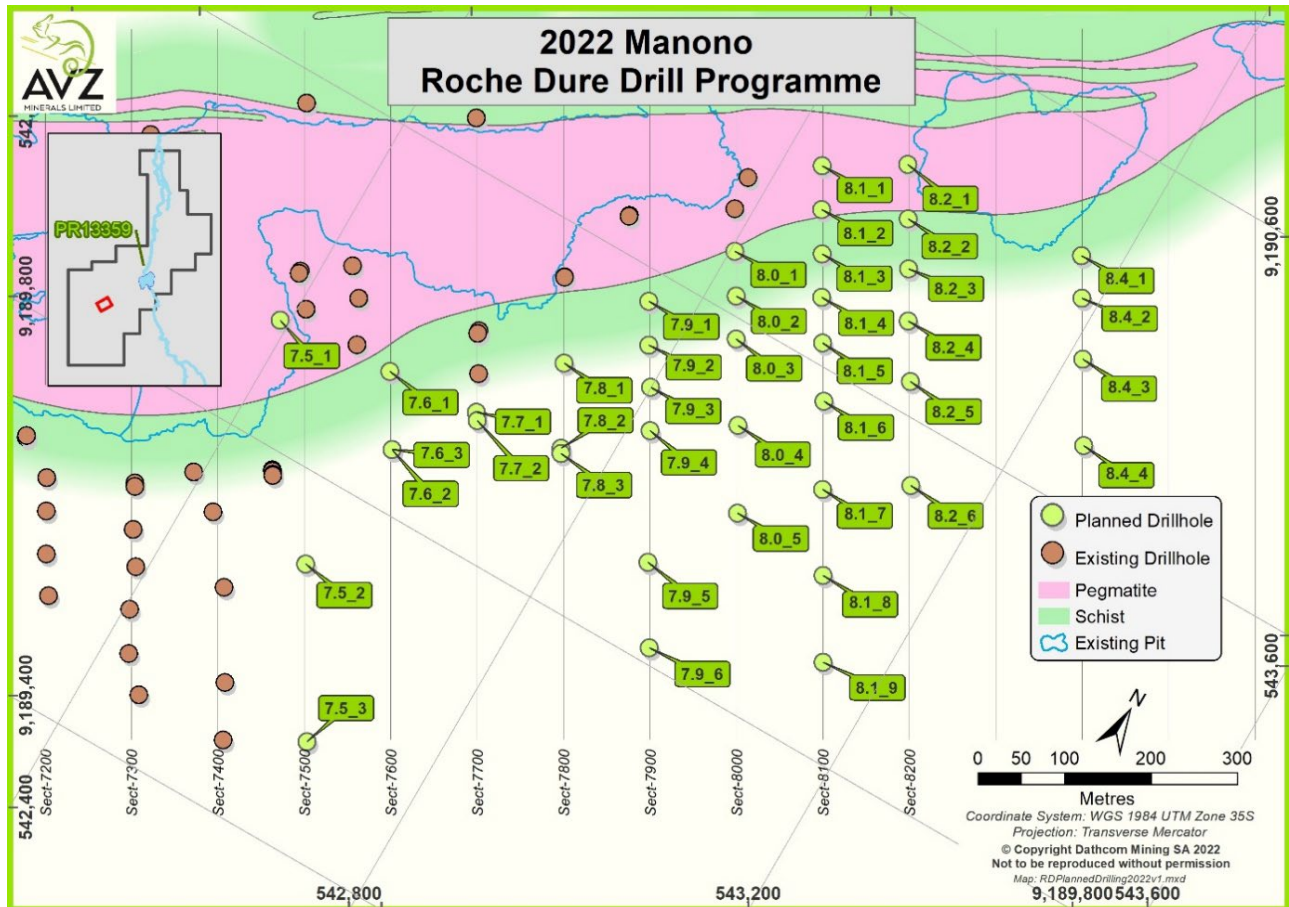 AVZ
MINERALS LIMITED
2022 Manono
Roche Dure Drill Programme
PR13359
542,
9,189,800
9,189,400
542,400
542,800
543,200
9,189,800
543,600
543,600
9,190,600
7.5_1
7.5_2
7.5_3
7.6_1
7.6_3
7.6_2
7.7_1
7.7_2
7.8_1
7.8_2
7.8_3
7.9_1
7.9_2
7.9_3
7.9_4
7.9_5
7.9_6
8.0_1
8.0_2
8.0_3
8.0_4
8.0_5
8.1_1
8.1_2
8.1_3
8.1_4
8.1_5
8.1_6
8.1_7
8.1_8
8.1_9
8.2_1
8.2_2
8.2_3
8.2_4
8.2_5
8.2_6
8.4_1
8.4_2
8.4_3
8.4_4
Sect-7200
Sect-7300
Sect-7400
Sect-7500
Sect-7600
Sect-7700
Sect-7800
Sect-7900
Sect-8000
Sect-8100
Sect-8200
Planned Drillhole
Existing Drillhole
Pegmatite
Schist
Existing Pit
N
0 50 100 200 300
Metres
Coordinate System: WGS 1984 UTM Zone 35S
Projection: Transverse Mercator
© Copyright Dathcom Mining SA 2022
Not to be reproduced without permission
Map: RDPlannedDrilling2022v1.mxd